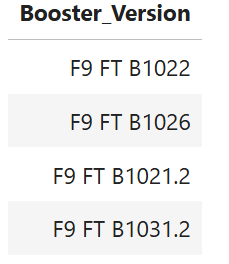 Booster_Version
F9 FT B1022
F9 FT B1026
F9 FT B1021.2
F9 FT B1031.2